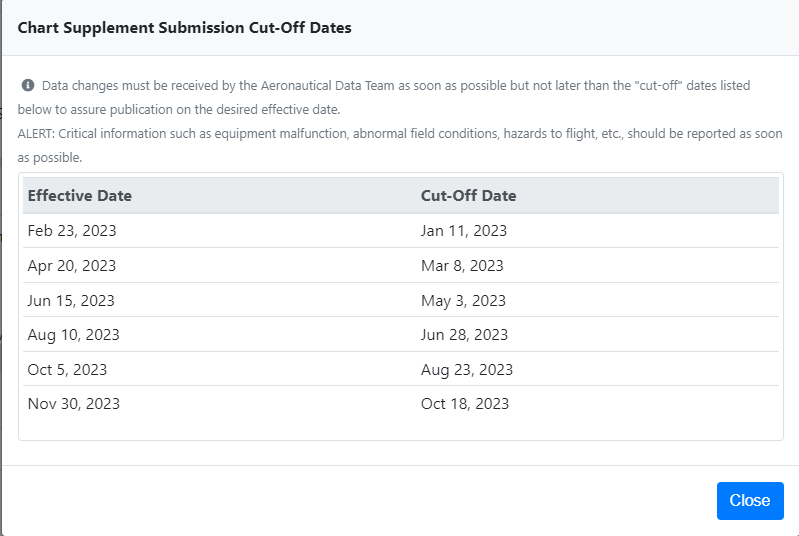 Chart Supplement Submission Cut-Off Dates
Data changes must be received by the Aeronautical Data Team as soon as possible but not later than the "cut-off" dates listed
below to assure publication on the desired effective date.
ALERT: Critical information such as equipment malfunction, abnormal field conditions, hazards to flight, etc., should be reported as soon
as possible.
Effective Date Cut-Off Date
Feb 23, 2023 Jan 11, 2023
Apr 20, 2023 Mar 8, 2023
Jun 15, 2023 May 3, 2023
Aug 10, 2023 Jun 28, 2023
Oct 5, 2023 Aug 23, 2023
Nov 30, 2023 Oct 18, 2023
Close